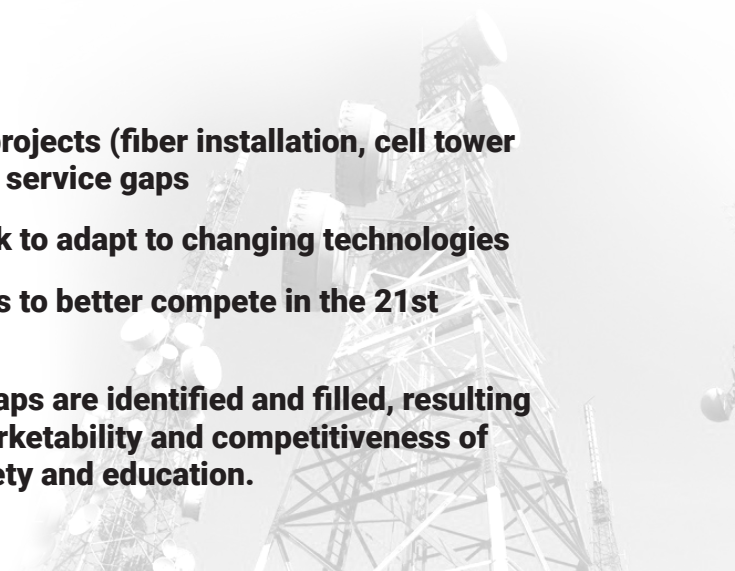 rojects (fiber installation, cell tower
service gaps
k to adapt to changing technologies
s to better compete in the 21st
aps are identified and filled, resulting
rketability and competitiveness of
ety and education.